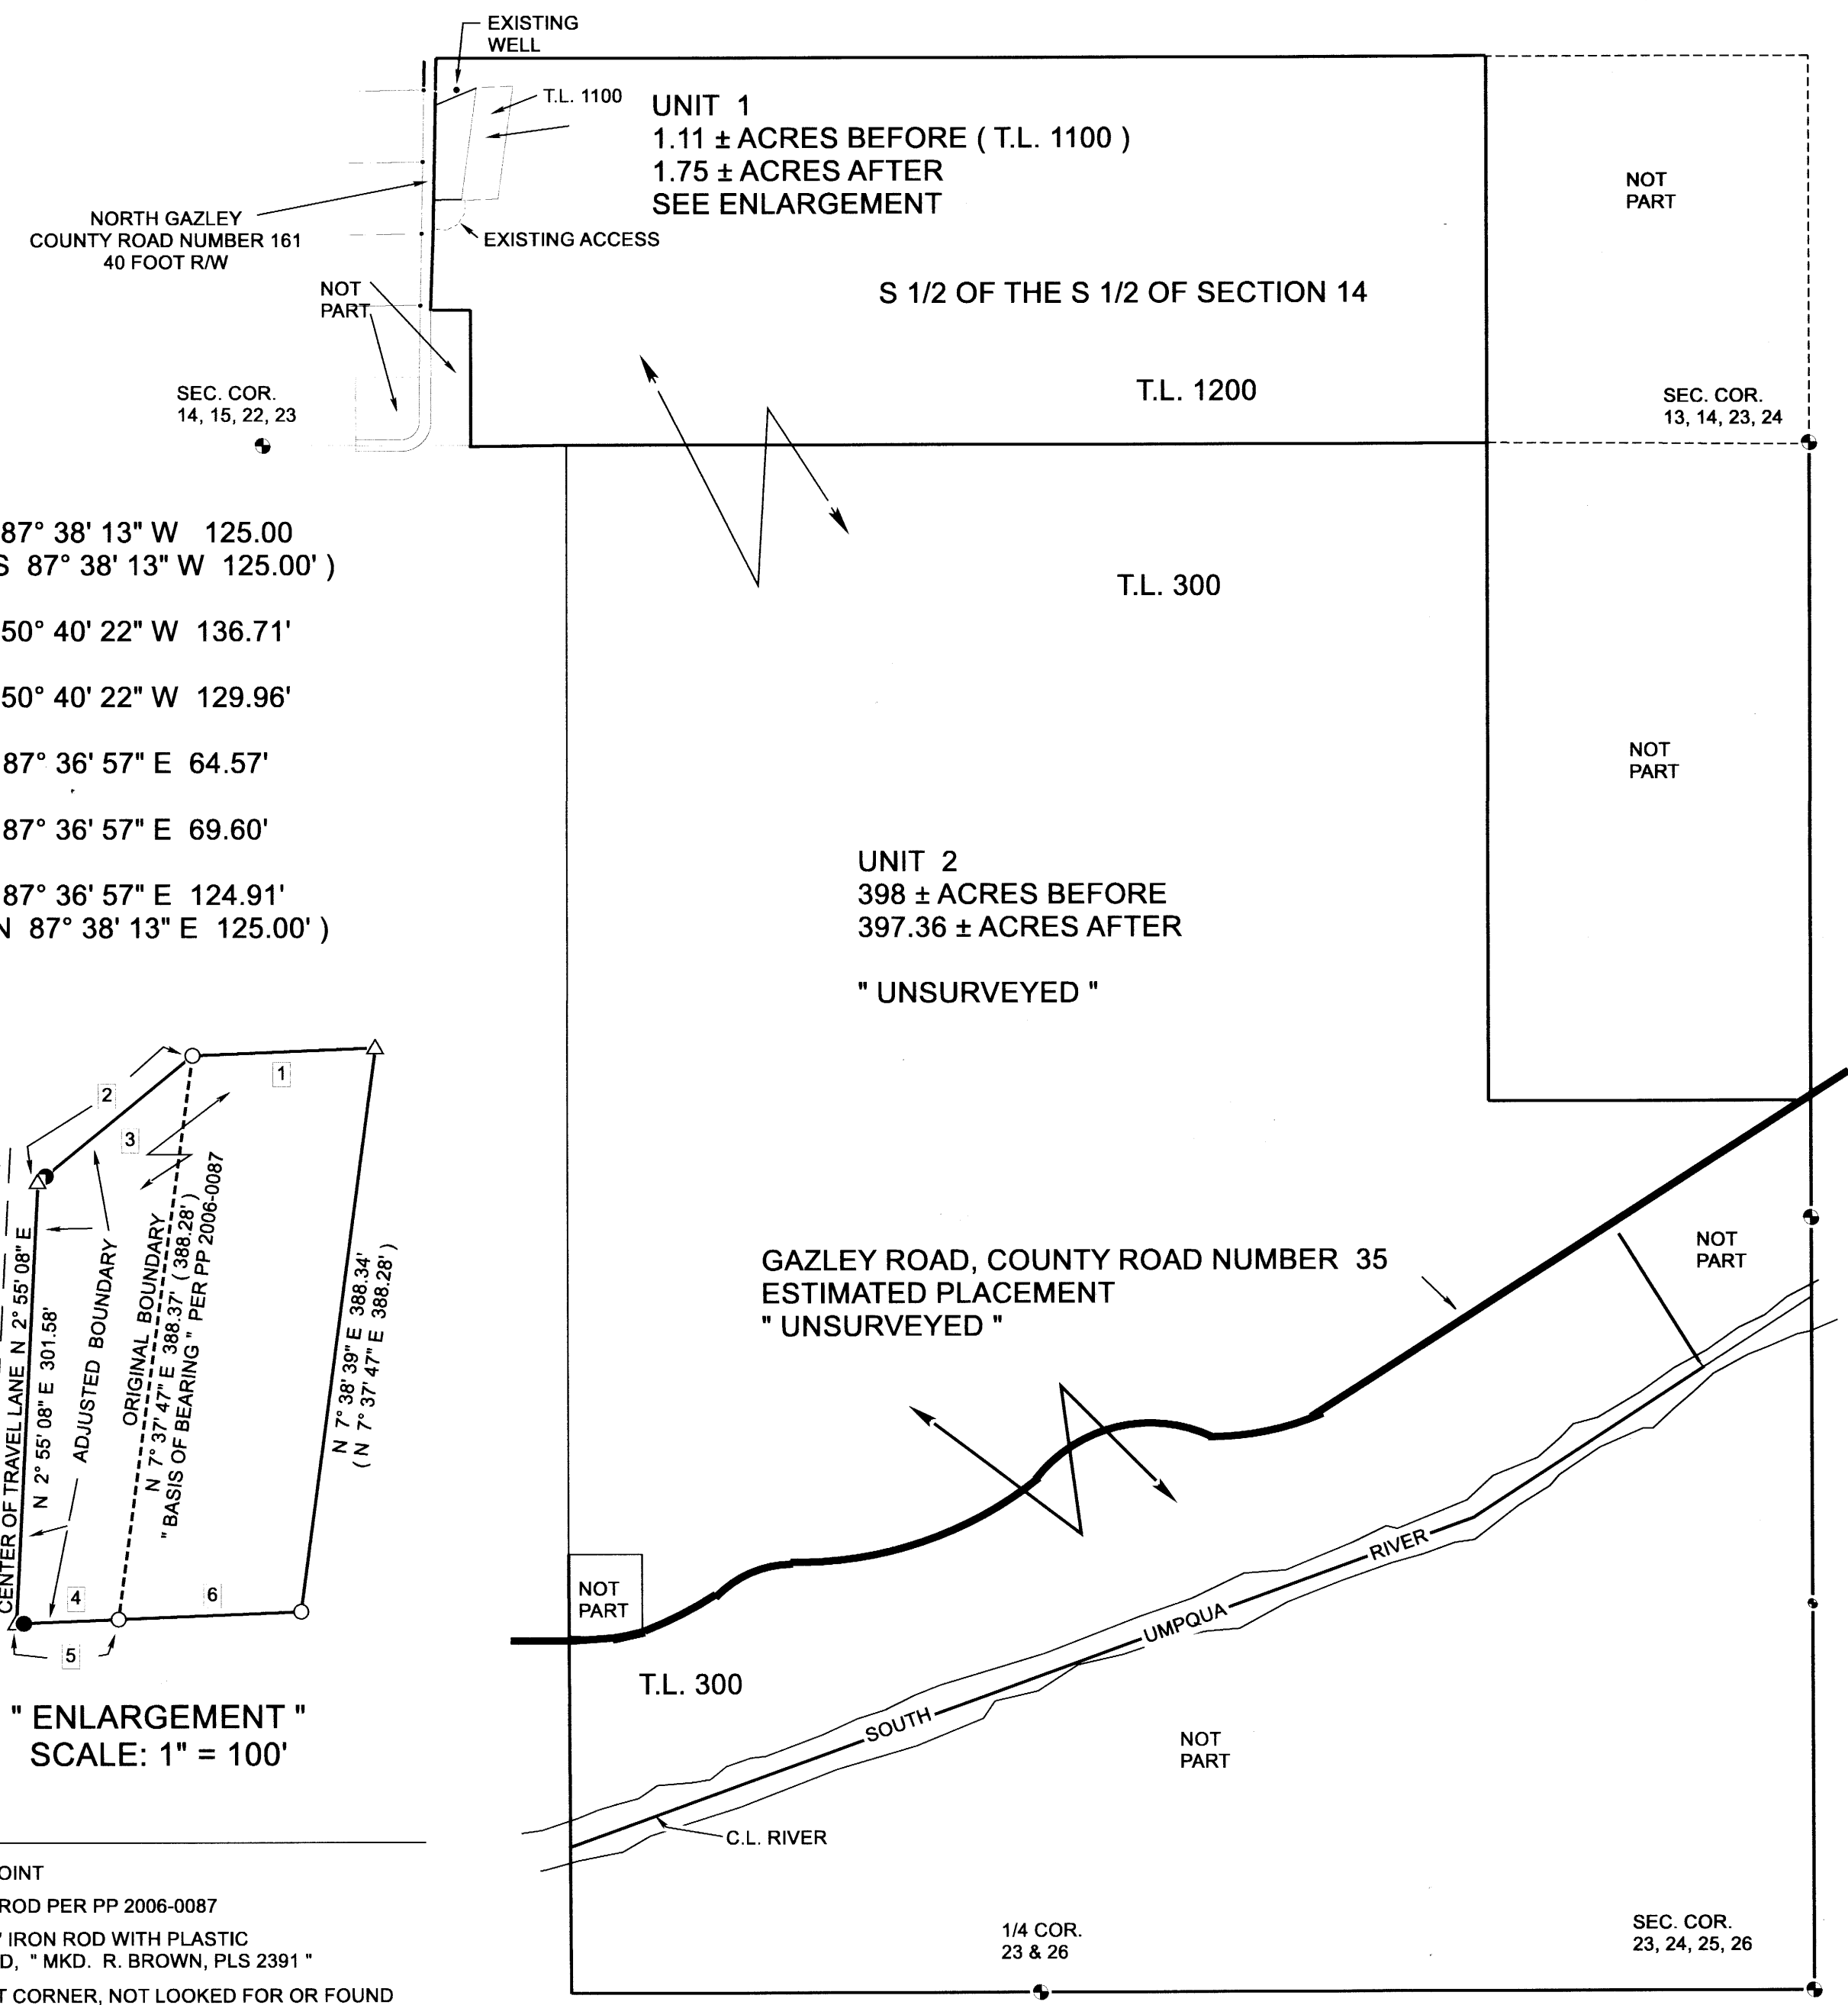 EXISTING
WELL
T.L. 1100
UNIT 1
1.11 ± ACRES BEFORE ( T.L. 1100 )
1.75 ± ACRES AFTER
SEE ENLARGEMENT
NOT
PART
NORTH GAZLEY
COUNTY ROAD NUMBER 161
40 FOOT R/W
EXISTING ACCESS
NOT
PART
S 1/2 OF THE S 1/2 OF SECTION 14
T.L. 1200
SEC. COR.
14, 15, 22, 23
SEC. COR.
13, 14, 23, 24
87° 38' 13" W 125.00
S 87° 38' 13" W 125.00' )
50° 40' 22" W 136.71'
50° 40' 22" W 129.96'
87° 36' 57" E 64.57'
87° 36' 57" E 69.60'
87° 36' 57" E 124.91'
N 87° 38' 13" E 125.00' )
T.L. 300
NOT
PART
UNIT 2
398 ± ACRES BEFORE
397.36 ± ACRES AFTER
" UNSURVEYED "
1
2
3
CENTER OF TRAVEL LANE N 2° 55' 08" E
N 2° 55' 08" E 301.58'
ADJUSTED BOUNDARY
ORIGINAL BOUNDARY
N 7° 37' 47" E 388.37' ( 388.28' )
" BASIS OF BEARING " PER PP 2006-0087
N 7° 38' 39" E 388.34'
( N 7° 37' 47" E 388.28' )
4
6
5
" ENLARGEMENT "
SCALE: 1" = 100'
GAZLEY ROAD, COUNTY ROAD NUMBER 35
ESTIMATED PLACEMENT
" UNSURVEYED "
NOT
PART
NOT
PART
T.L. 300
SOUTH UMPQUA RIVER
NOT
PART
C.L. RIVER
OINT
ROD PER PP 2006-0087
" IRON ROD WITH PLASTIC
D, " MKD. R. BROWN, PLS 2391 "
T CORNER, NOT LOOKED FOR OR FOUND
1/4 COR.
23 & 26
SEC. COR.
23, 24, 25, 26